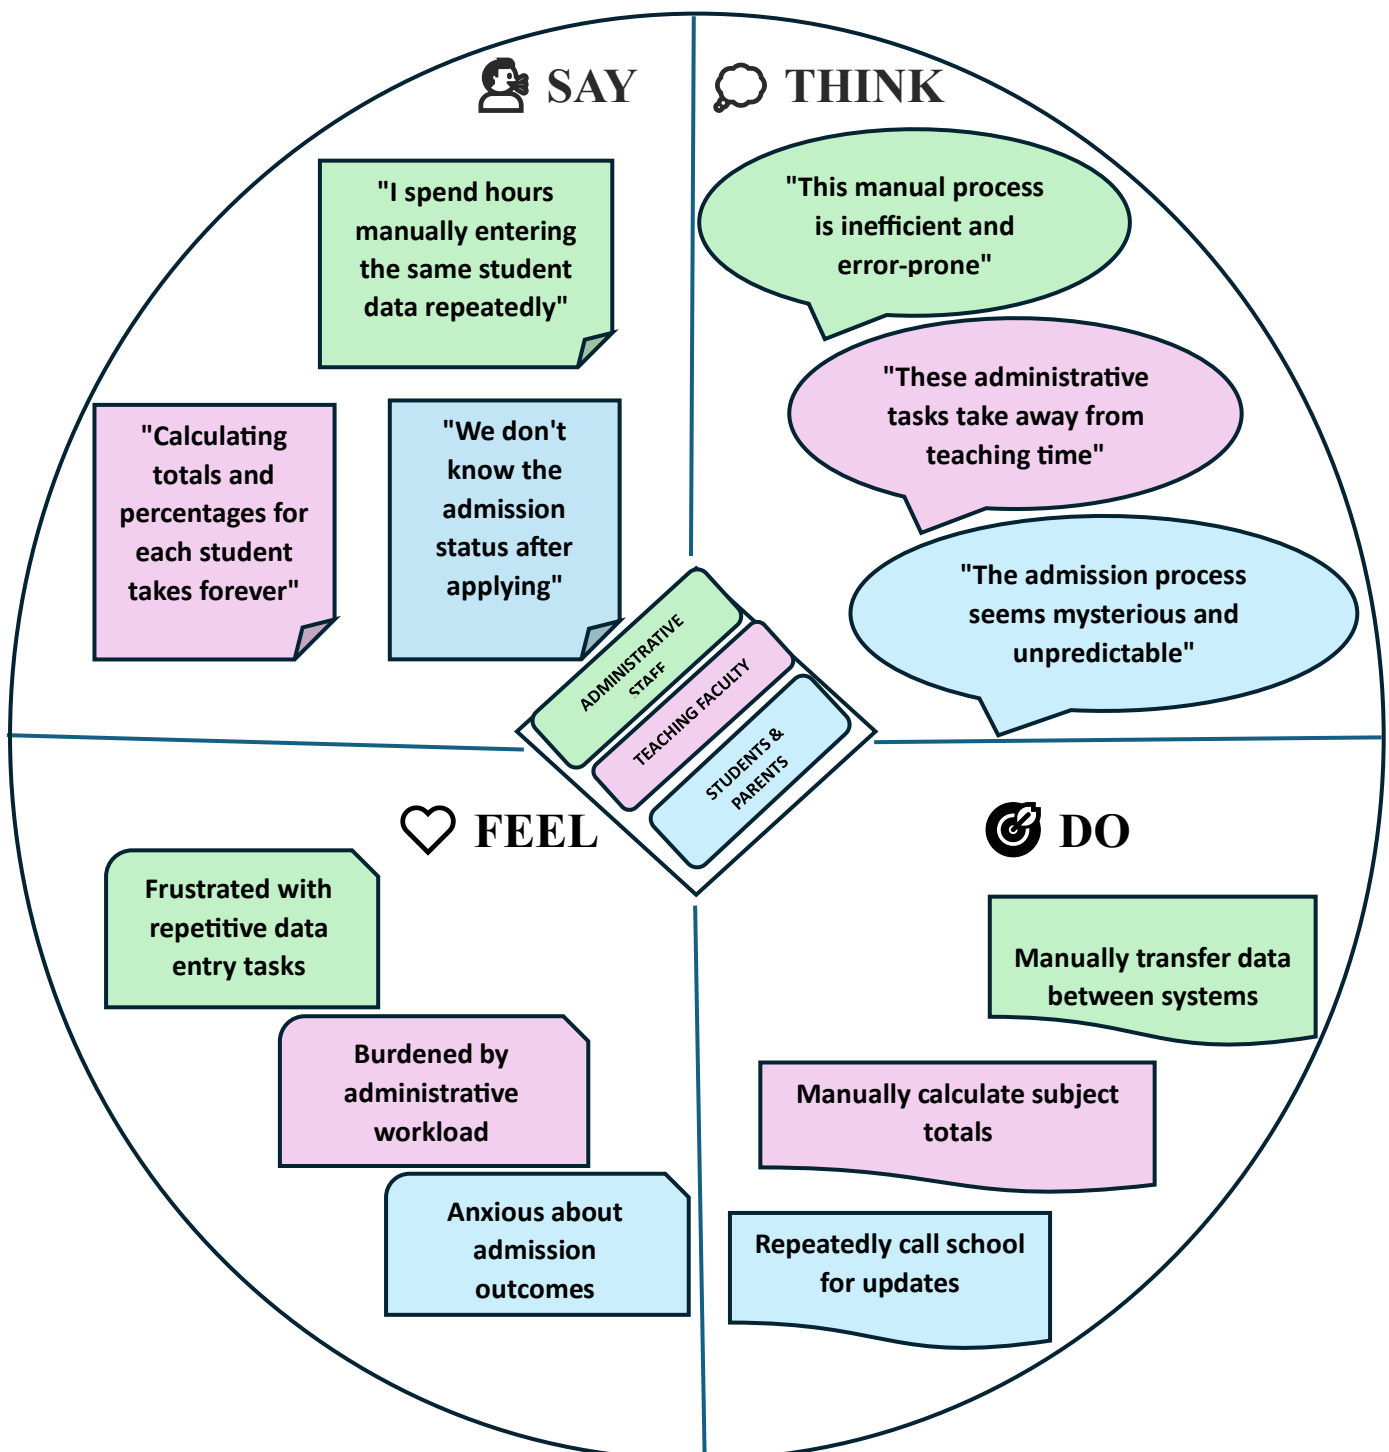 SAY
"I spend hours
manually entering
the same student
data repeatedly"
"Calculating
totals and
percentages for
each student
takes forever"
"We don't
know the
admission
status after
applying"
THINK
"This manual process
is inefficient and
error-prone"
"These administrative
tasks take away from
teaching time"
"The admission process
seems mysterious and
unpredictable"
ADMINISTRATIVE
STAFF
TEACHING FACULTY
STUDENTS &
PARENTS
FEEL
Frustrated with
repetitive data
entry tasks
Burdened by
administrative
workload
Anxious about
admission
outcomes
DO
Manually transfer data
between systems
Manually calculate subject
totals
Repeatedly call school
for updates